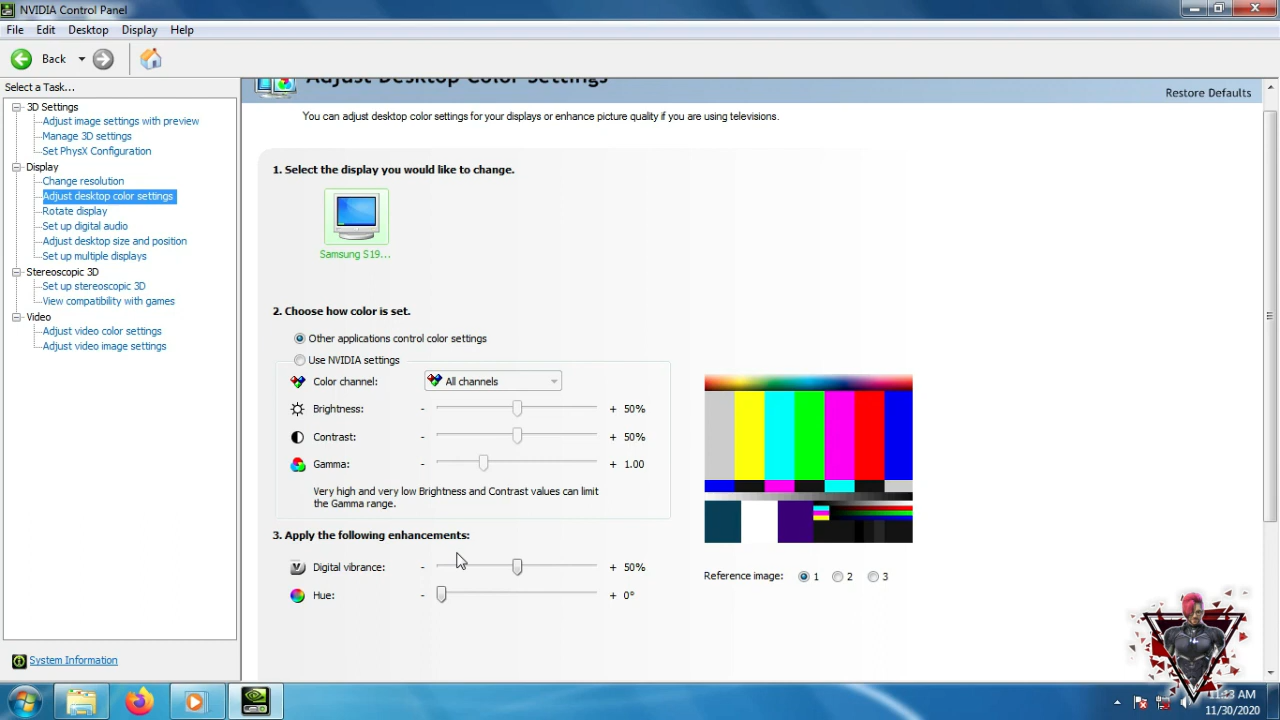 NVIDIA Control Panel
File Edit Desktop Display Help
Back
Select a Task...
3D Settings
Adjust image settings with preview
Manage 3D settings
Set PhysX Configuration
Display
Change resolution
Adjust desktop color settings
Rotate display
Set up digital audio
Adjust desktop size and position
Set up multiple displays
Stereoscopic 3D
Set up stereoscopic 3D
View compatibility with games
Video
Adjust video color settings
Adjust video image settings
System Information
Adjust Desktop Color Settings
Restore Defaults
You can adjust desktop color settings for your displays or enhance picture quality if you are using televisions.
1. Select the display you would like to change.
Samsung S19...
2. Choose how color is set.
Other applications control color settings
Use NVIDIA settings
Color channel: All channels
Brightness: - + 50%
Contrast: - + 50%
Gamma: - + 1.00
Very high and very low Brightness and Contrast values can limit
the Gamma range.
3. Apply the following enhancements:
Digital vibrance: - + 50%
Hue: - + 0°
Reference image: 1 2 3
11:13 AM
11/30/2020